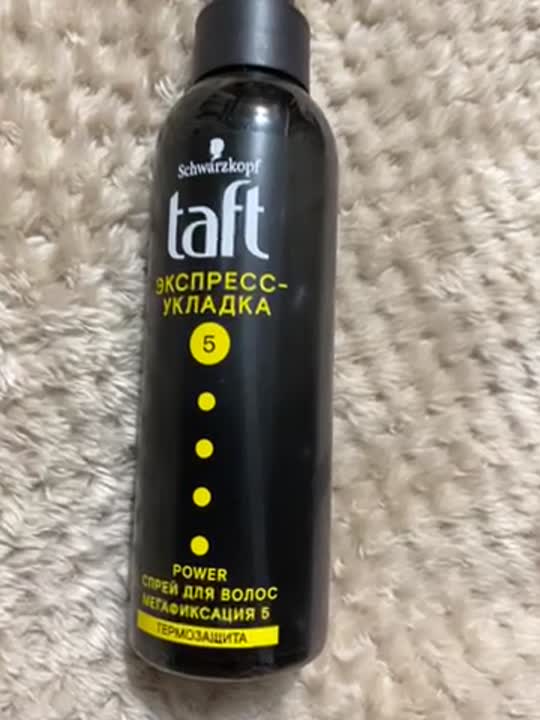 Schwarzkopf
taft
ЭКСПРЕСС-
УКЛАДКА
5
POWER
СПРЕЙ ДЛЯ ВОЛОС
МЕГАФИКСАЦИЯ 5
ТЕРМОЗАЩИТА